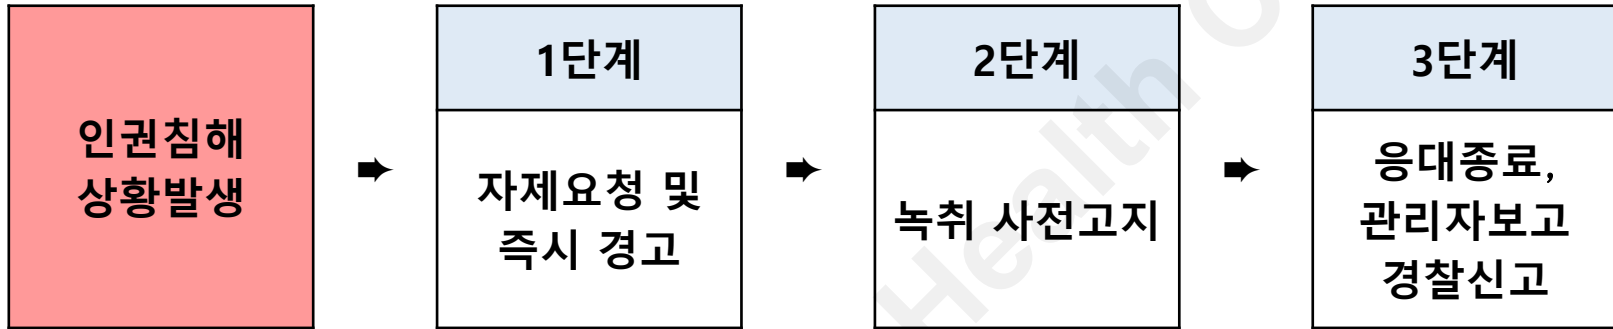 인권침해
상황발생
1단계
자제요청 및
즉시 경고
2단계
녹취 사전고지
3단계
응대종료,
관리자보고
경찰신고
Health